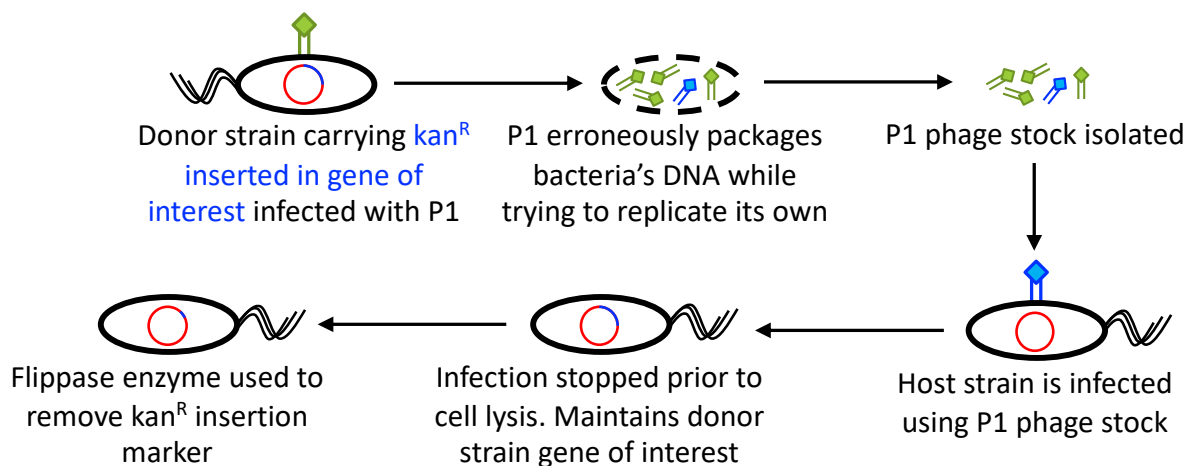 Donor strain carrying kanᴿ
inserted in gene of
interest infected with P1
P1 erroneously packages
bacteria's DNA while
trying to replicate its own
P1 phage stock isolated
Host strain is infected
using P1 phage stock
Infection stopped prior to
cell lysis. Maintains donor
strain gene of interest
Flippase enzyme used to
remove kanᴿ insertion
marker